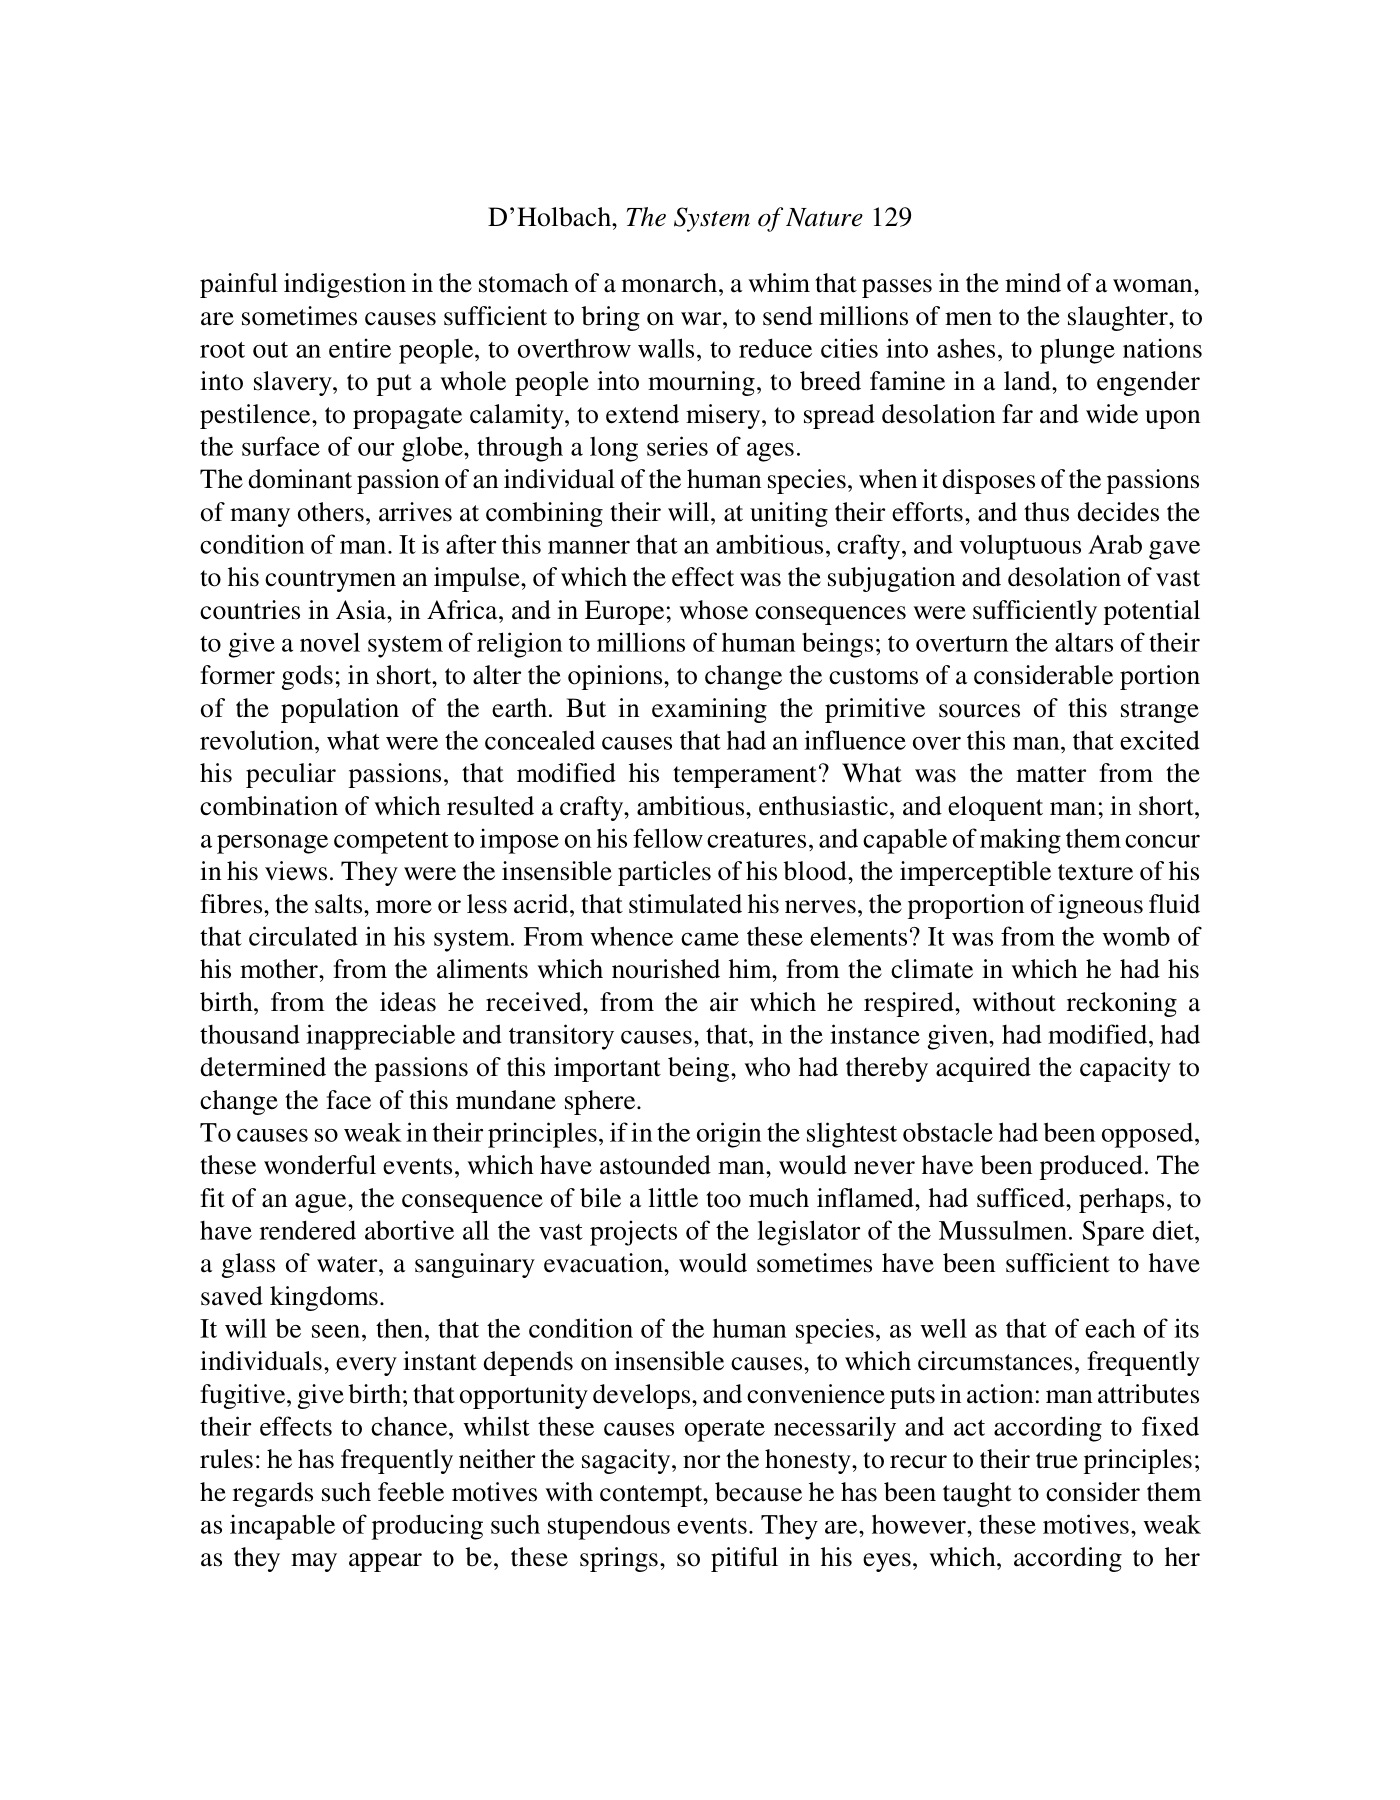 D’Holbach, The System of Nature 129
painful indigestion in the stomach of a monarch, a whim that passes in the mind of a woman,
are sometimes causes sufficient to bring on war, to send millions of men to the slaughter, to
root out an entire people, to overthrow walls, to reduce cities into ashes, to plunge nations
into slavery, to put a whole people into mourning, to breed famine in a land, to engender
pestilence, to propagate calamity, to extend misery, to spread desolation far and wide upon
the surface of our globe, through a long series of ages.
The dominant passion of an individual of the human species, when it disposes of the passions
of many others, arrives at combining their will, at uniting their efforts, and thus decides the
condition of man. It is after this manner that an ambitious, crafty, and voluptuous Arab gave
to his countrymen an impulse, of which the effect was the subjugation and desolation of vast
countries in Asia, in Africa, and in Europe; whose consequences were sufficiently potential
to give a novel system of religion to millions of human beings; to overturn the altars of their
former gods; in short, to alter the opinions, to change the customs of a considerable portion
of the population of the earth. But in examining the primitive sources of this strange
revolution, what were the concealed causes that had an influence over this man, that excited
his peculiar passions, that modified his temperament? What was the matter from the
combination of which resulted a crafty, ambitious, enthusiastic, and eloquent man; in short,
a personage competent to impose on his fellow creatures, and capable of making them concur
in his views. They were the insensible particles of his blood, the imperceptible texture of his
fibres, the salts, more or less acrid, that stimulated his nerves, the proportion of igneous fluid
that circulated in his system. From whence came these elements? It was from the womb of
his mother, from the aliments which nourished him, from the climate in which he had his
birth, from the ideas he received, from the air which he respired, without reckoning a
thousand inappreciable and transitory causes, that, in the instance given, had modified, had
determined the passions of this important being, who had thereby acquired the capacity to
change the face of this mundane sphere.
To causes so weak in their principles, if in the origin the slightest obstacle had been opposed,
these wonderful events, which have astounded man, would never have been produced. The
fit of an ague, the consequence of bile a little too much inflamed, had sufficed, perhaps, to
have rendered abortive all the vast projects of the legislator of the Mussulmen. Spare diet,
a glass of water, a sanguinary evacuation, would sometimes have been sufficient to have
saved kingdoms.
It will be seen, then, that the condition of the human species, as well as that of each of its
individuals, every instant depends on insensible causes, to which circumstances, frequently
fugitive, give birth; that opportunity develops, and convenience puts in action: man attributes
their effects to chance, whilst these causes operate necessarily and act according to fixed
rules: he has frequently neither the sagacity, nor the honesty, to recur to their true principles;
he regards such feeble motives with contempt, because he has been taught to consider them
as incapable of producing such stupendous events. They are, however, these motives, weak
as they may appear to be, these springs, so pitiful in his eyes, which, according to her